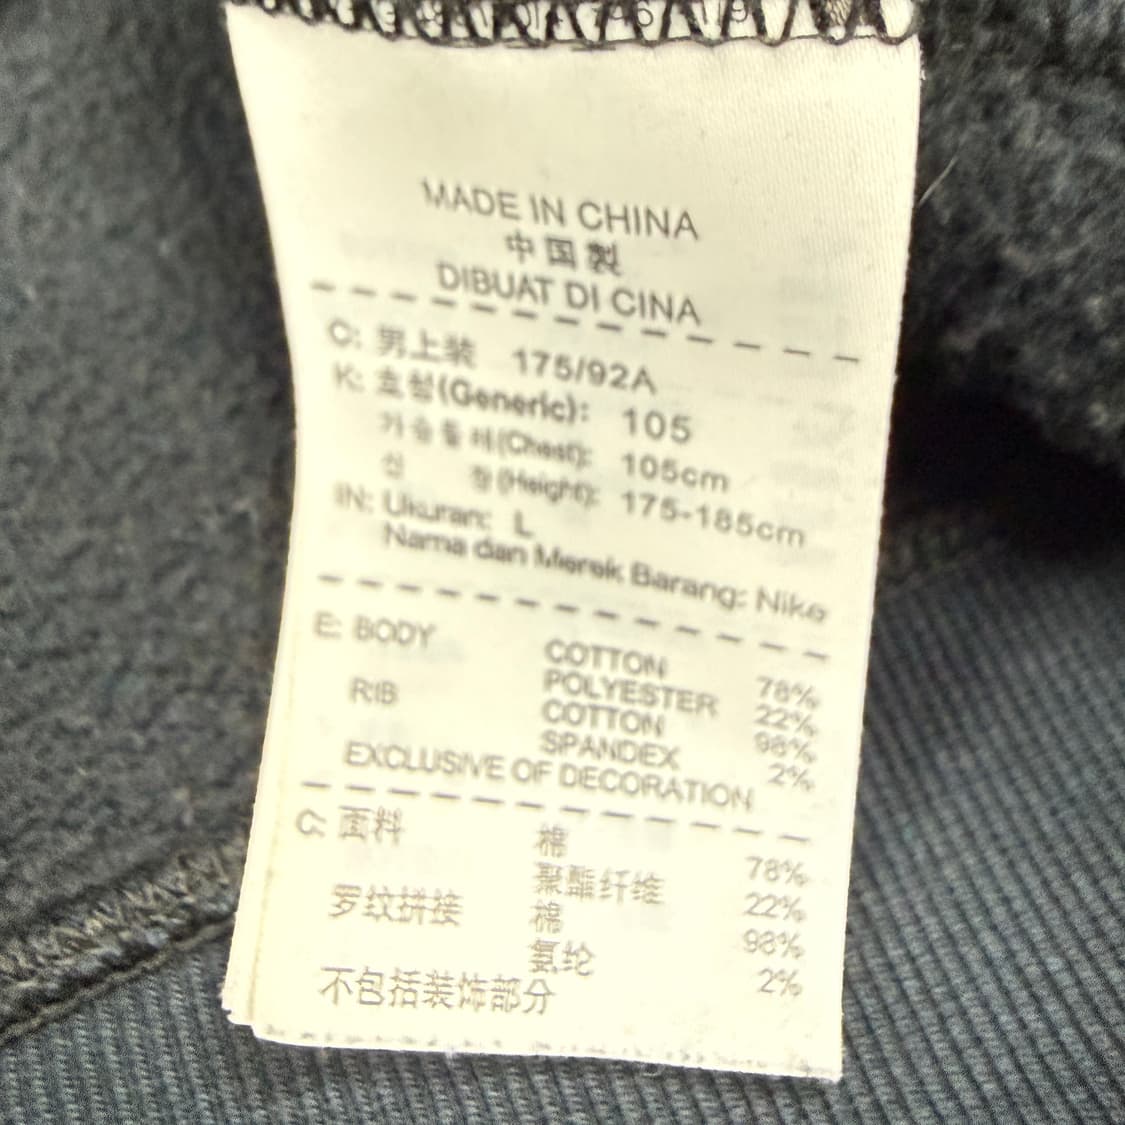 MADE IN CHINA
中国製
DIBUAT DI CINA
C: 男上装 175/92A
K: 호칭(Generic): 105
가슴둘레(Chest): 105cm
신 장(Height): 175-185cm
IN: Ukuran: L
Nama dan Merek Barang: Nike
E: BODY COTTON 78%
POLYESTER 22%
RIB COTTON 98%
SPANDEX 2%
EXCLUSIVE OF DECORATION
C: 面料 棉 78%
聚酯纤维 22%
罗纹拼接 棉 98%
氨纶 2%
不包括装饰部分